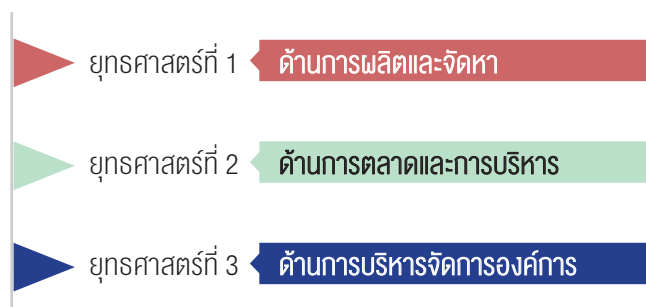 ยุทธศาสตร์ที่ 1 ด้านการผลิตและจัดหา
ยุทธศาสตร์ที่ 2 ด้านการตลาดและการบริหาร
ยุทธศาสตร์ที่ 3 ด้านการบริหารจัดการองค์การ